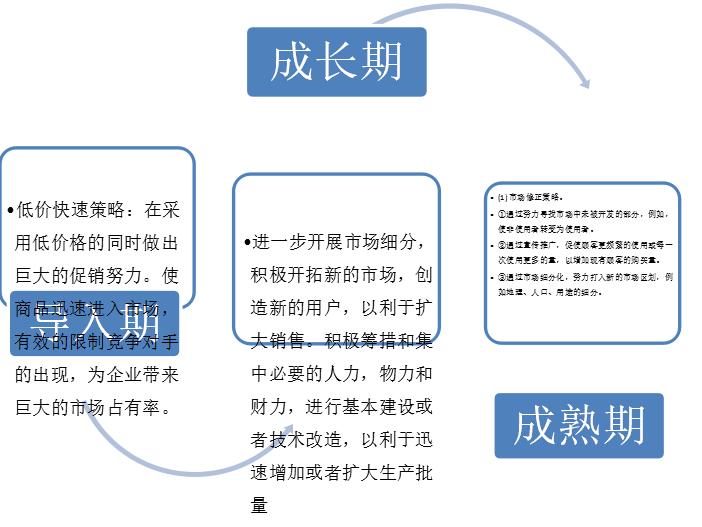 成长期
•低价快速策略：在采
用低价格的同时做出
巨大的促销努力。使
商品迅速进入市场，
有效的限制竞争对手
的出现，为企业带来
巨大的市场占有率。
导入期
•进一步开展市场细分，
积极开拓新的市场，创
造新的用户，以利于扩
大销售。积极筹措和集
中必要的人力，物力和
财力，进行基本建设或
者技术改造，以利于迅
速增加或者扩大生产批
量
• (1)市场修正策略。
• ①通过努力寻找市场中未被开发的部分，例如，
使非使用者转变为使用者。
• ②通过宣传推广，促使顾客更频繁的使用或每一
次使用更多的量，以增加现有顾客的购买量。
• ③通过市场细分化，努力打入新的市场区划，例
如地理、人口、用途的细分。
成熟期